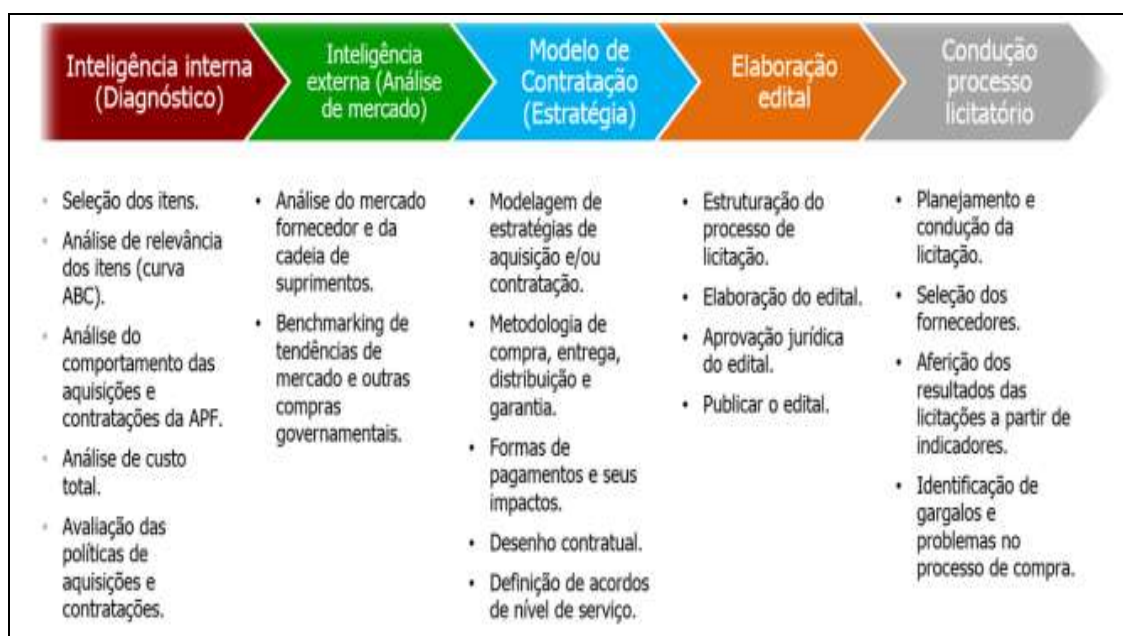 Inteligência interna
(Diagnóstico)
Inteligência
externa (Análise
de mercado)
Modelo de
Contratação
(Estratégia)
Elaboração
edital
Condução
processo
licitatório
• Seleção dos itens.
• Análise de relevância
dos itens (curva
ABC).
• Análise do
comportamento das
aquisições e
contratações da APF.
• Análise de custo
total.
• Avaliação das
políticas de
aquisições e
contratações.
• Análise do mercado
fornecedor e da
cadeia de
suprimentos.
• Benchmarking de
tendências de
mercado e outras
compras
governamentais.
• Modelagem de
estratégias de
aquisição e/ou
contratação.
• Metodologia de
compra, entrega,
distribuição e
garantia.
• Formas de
pagamentos e seus
impactos.
• Desenho contratual.
• Definição de acordos
de nível de serviço.
• Estruturação do
processo de
licitação.
• Elaboração do edital.
• Aprovação jurídica
do edital.
• Publicar o edital.
• Planejamento e
condução da
licitação.
• Seleção dos
fornecedores.
• Aferição dos
resultados das
licitações a partir de
indicadores.
• Identificação de
gargalos e
problemas no
processo de compra.